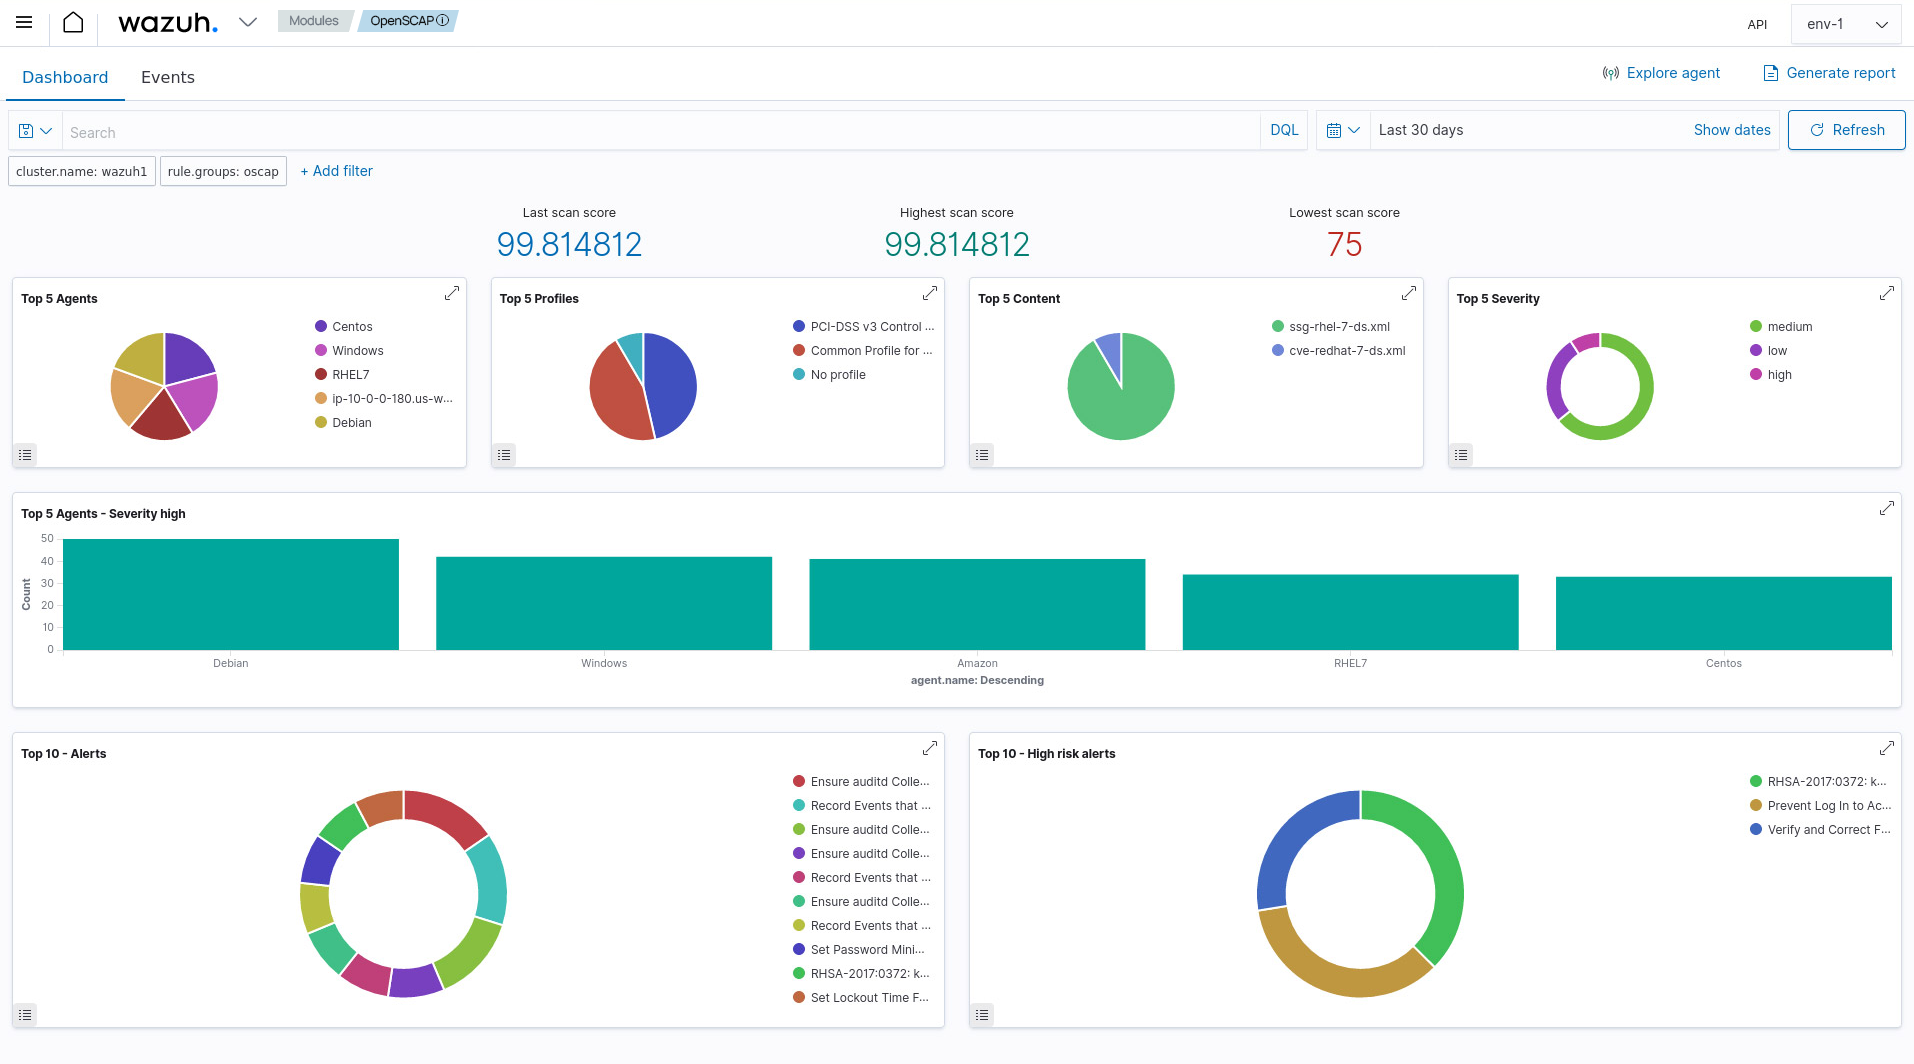 wazuh.
Modules
OpenSCAP
API
env-1
Dashboard
Events
Explore agent
Generate report
Search
DQL
Last 30 days
Show dates
Refresh
cluster.name: wazuh1
rule.groups: oscap
+ Add filter
Last scan score
99.814812
Highest scan score
99.814812
Lowest scan score
75
Top 5 Agents
Centos
Windows
RHEL7
ip-10-0-0-180.us-w...
Debian
Top 5 Profiles
PCI-DSS v3 Control ...
Common Profile for ...
No profile
Top 5 Content
ssg-rhel-7-ds.xml
cve-redhat-7-ds.xml
Top 5 Severity
medium
low
high
Top 5 Agents - Severity high
Count
50
40
30
20
10
0
Debian
Windows
Amazon
RHEL7
Centos
agent.name: Descending
Top 10 - Alerts
Ensure auditd Colle...
Record Events that ...
Ensure auditd Colle...
Ensure auditd Colle...
Record Events that ...
Ensure auditd Colle...
Record Events that ...
Set Password Mini...
RHSA-2017:0372: k...
Set Lockout Time F...
Top 10 - High risk alerts
RHSA-2017:0372: k...
Prevent Log In to Ac...
Verify and Correct F...